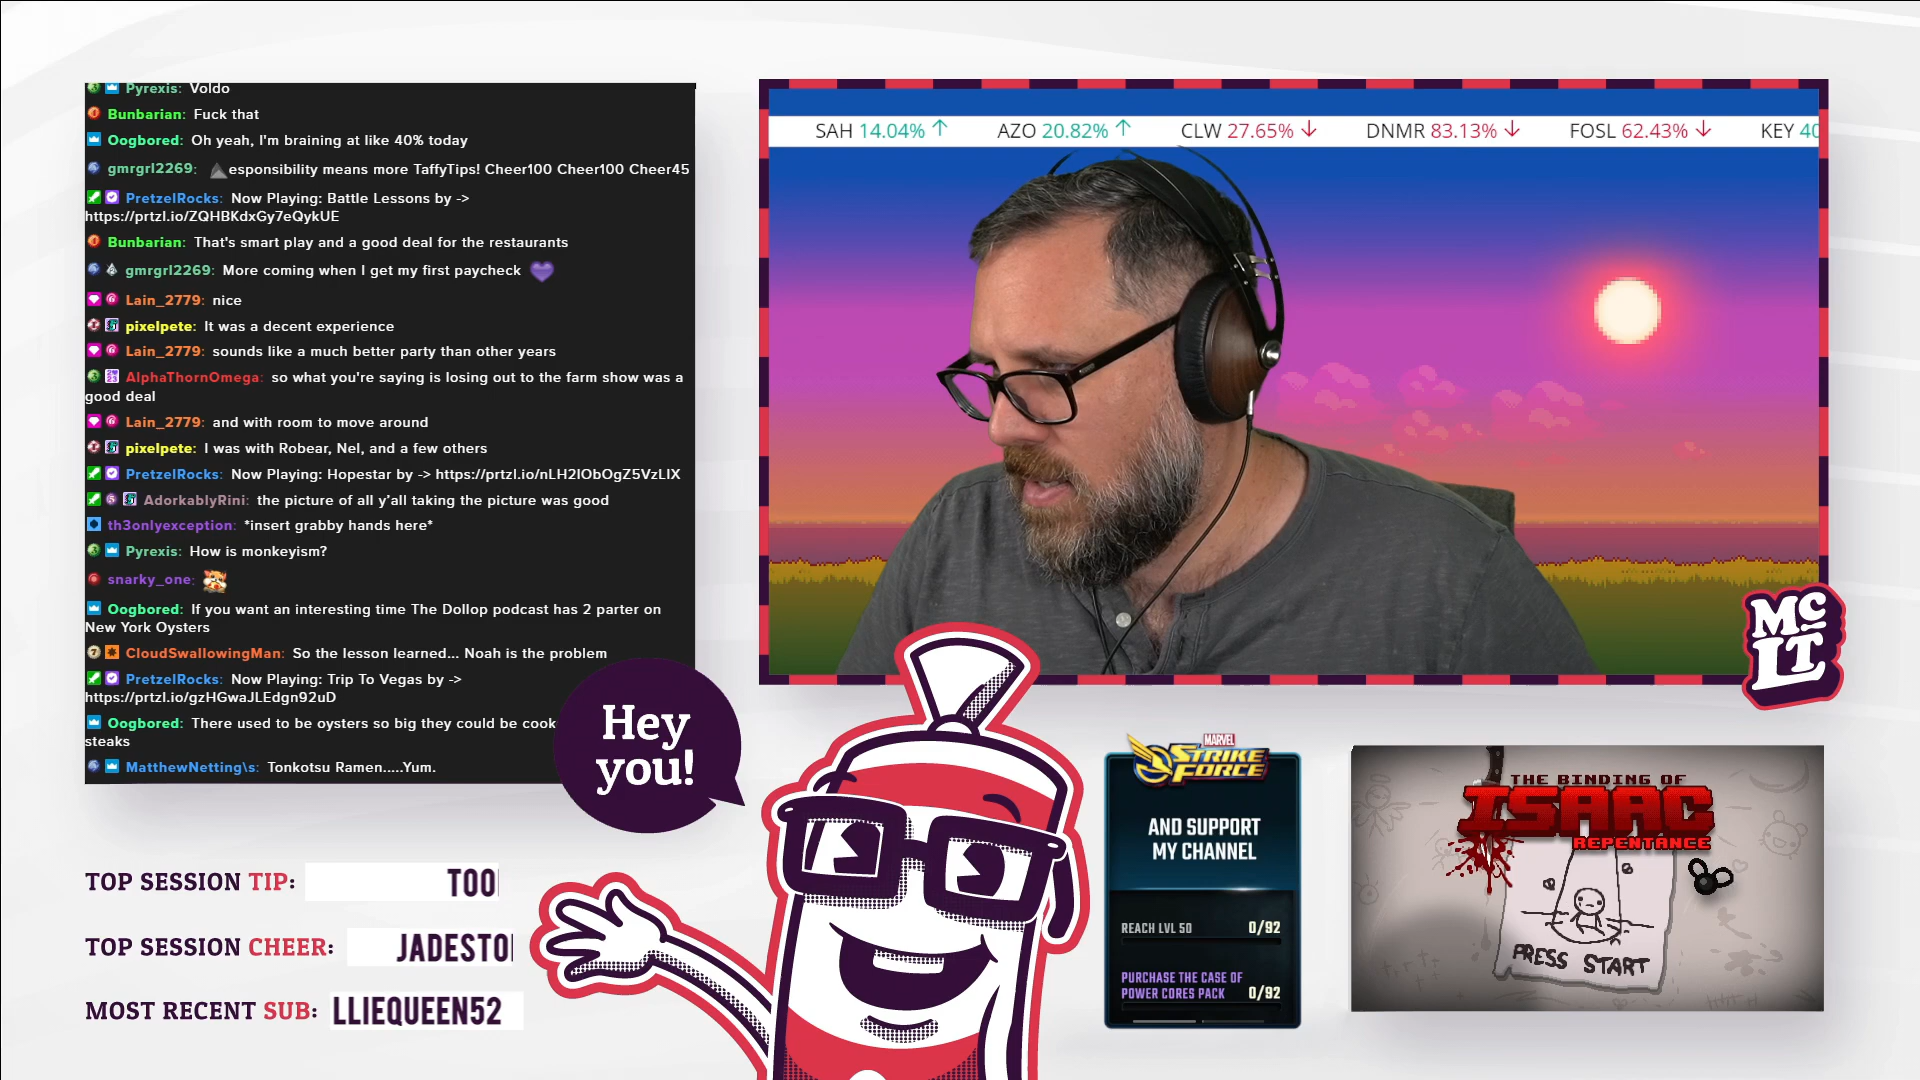 Pyrexis: Voldo
Bunbarian: Fuck that
Oogbored: Oh yeah, I'm braining at like 40% today
gmrgrl2269: esponsibility means more TaffyTips! Cheer100 Cheer100 Cheer45
PretzelRocks: Now Playing: Battle Lessons by ->
https://prtzl.io/ZQHBKdxGy7eQykUE
Bunbarian: That's smart play and a good deal for the restaurants
gmrgrl2269: More coming when I get my first paycheck
Lain_2779: nice
pixelpete: It was a decent experience
Lain_2779: sounds like a much better party than other years
AlphaThornOmega: so what you're saying is losing out to the farm show was a
good deal
Lain_2779: and with room to move around
pixelpete: I was with Robear, Nel, and a few others
PretzelRocks: Now Playing: Hopestar by -> https://prtzl.io/nLH2lObOgZ5VzLlX
AdorkablyRini: the picture of all y'all taking the picture was good
th3onlyexception: *insert grabby hands here*
Pyrexis: How is monkeyism?
snarky_one:
Oogbored: If you want an interesting time The Dollop podcast has 2 parter on
New York Oysters
CloudSwallowingMan: So the lesson learned... Noah is the problem
PretzelRocks: Now Playing: Trip To Vegas by ->
https://prtzl.io/gzHGwaJLEdgn92uD
Oogbored: There used to be oysters so big they could be cook
steaks
MatthewNetting\s: Tonkotsu Ramen.....Yum.
SAH 14.04% ↑ AZO 20.82% ↑ CLW 27.65% ↓ DNMR 83.13% ↓ FOSL 62.43% ↓ KEY 40
Mc
LT
Hey
you!
TOP SESSION TIP: TOO
TOP SESSION CHEER: JADESTO
MOST RECENT SUB: LLIEQUEEN52
MARVEL
STRIKE
FORCE
AND SUPPORT
MY CHANNEL
REACH LVL 50 0/92
PURCHASE THE CASE OF
POWER CORES PACK 0/92
THE BINDING OF
ISAAC
REPENTANCE
PRESS START